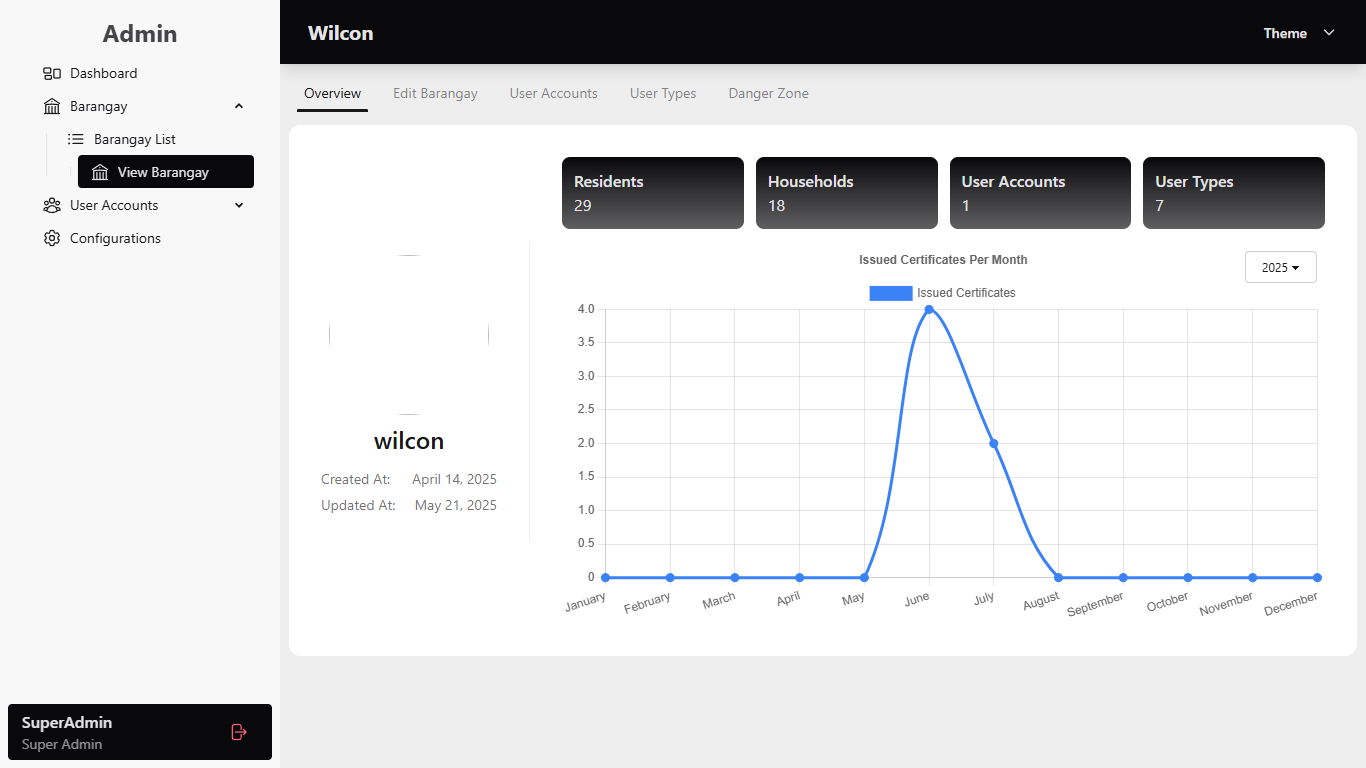 Admin
Dashboard
Barangay
Barangay List
View Barangay
User Accounts
Configurations
SuperAdmin
Super Admin
Wilcon
Theme
Overview
Edit Barangay
User Accounts
User Types
Danger Zone
wilcon
Created At: April 14, 2025
Updated At: May 21, 2025
Residents
29
Households
18
User Accounts
1
User Types
7
Issued Certificates Per Month
2025
Issued Certificates
4.0
3.5
3.0
2.5
2.0
1.5
1.0
0.5
0
January
February
March
April
May
June
July
August
September
October
November
December